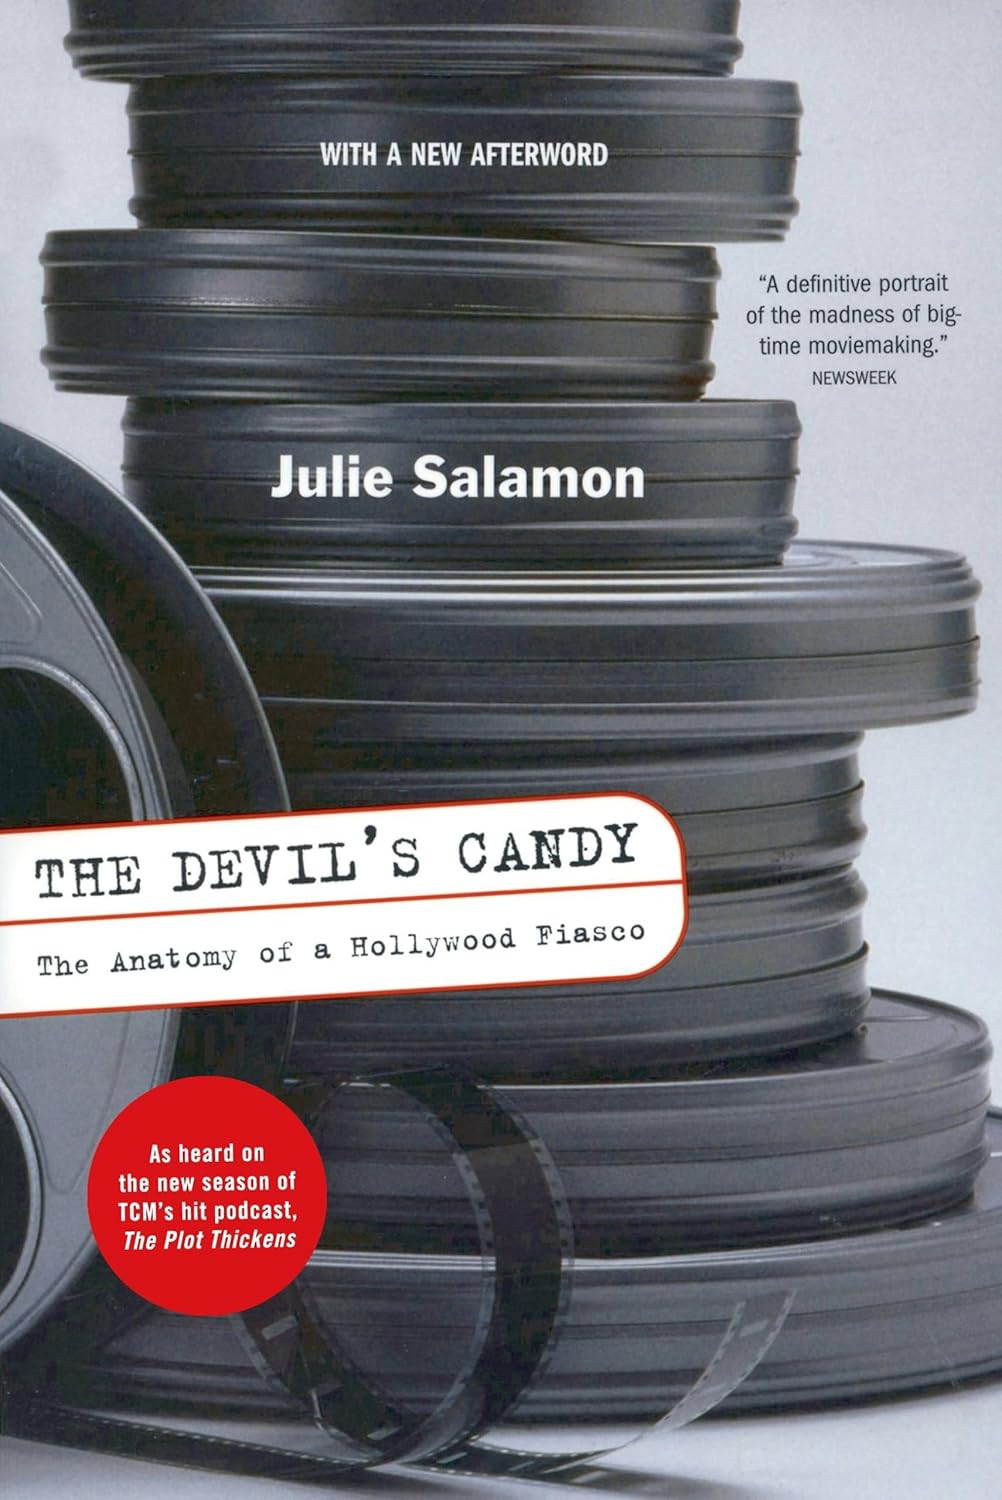 WITH A NEW AFTERWORD
“A definitive portrait
of the madness of big-
time moviemaking.”
NEWSWEEK
Julie Salamon
THE DEVIL’S CANDY
The Anatomy of a Hollywood Fiasco
As heard on
the new season of
TCM’s hit podcast,
The Plot Thickens